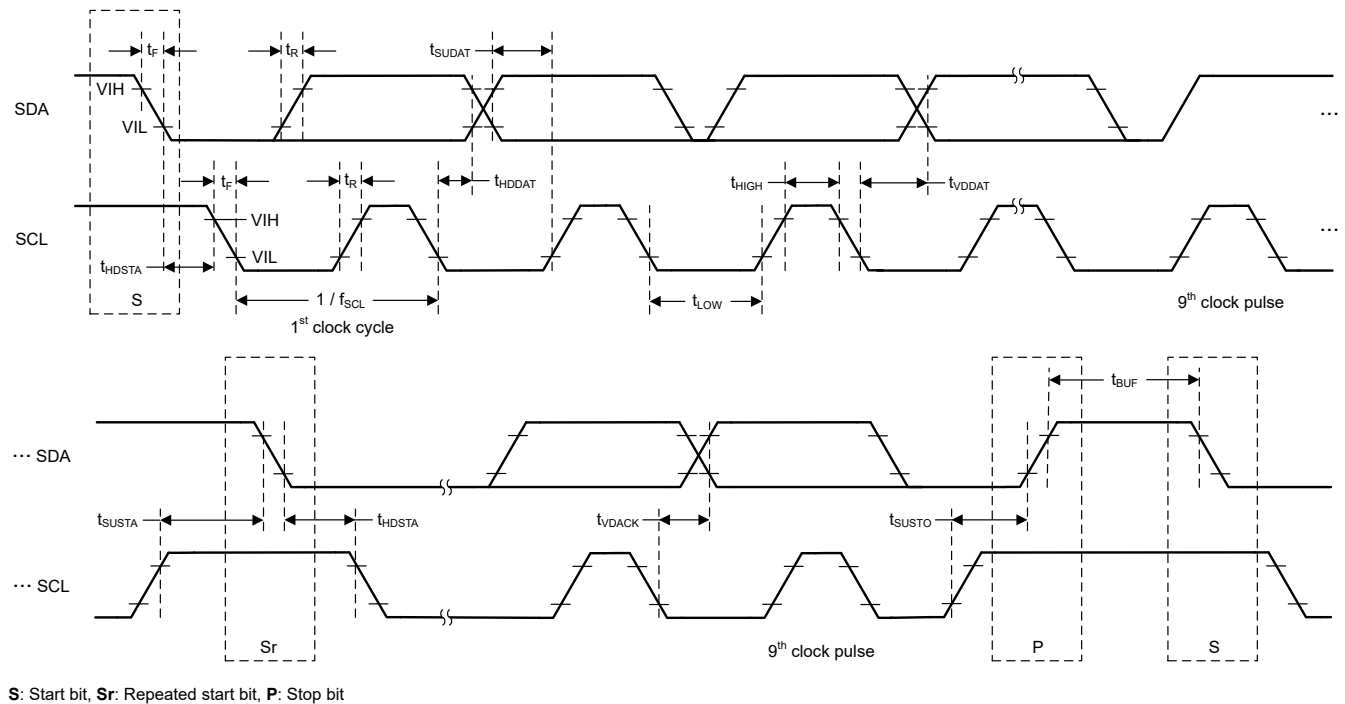 tF
tR
tSUDAT
VIH
SDA
VIL
...
tF
tR
tHDDAT
tHIGH
tVDDAT
VIH
SCL
VIL
...
tHDSTA
S
1 / fSCL
tLOW
9th clock pulse
1st clock cycle
tBUF
... SDA
tSUSTA
tHDSTA
tVDACK
tSUSTO
... SCL
Sr
9th clock pulse
P
S
S: Start bit, Sr: Repeated start bit, P: Stop bit